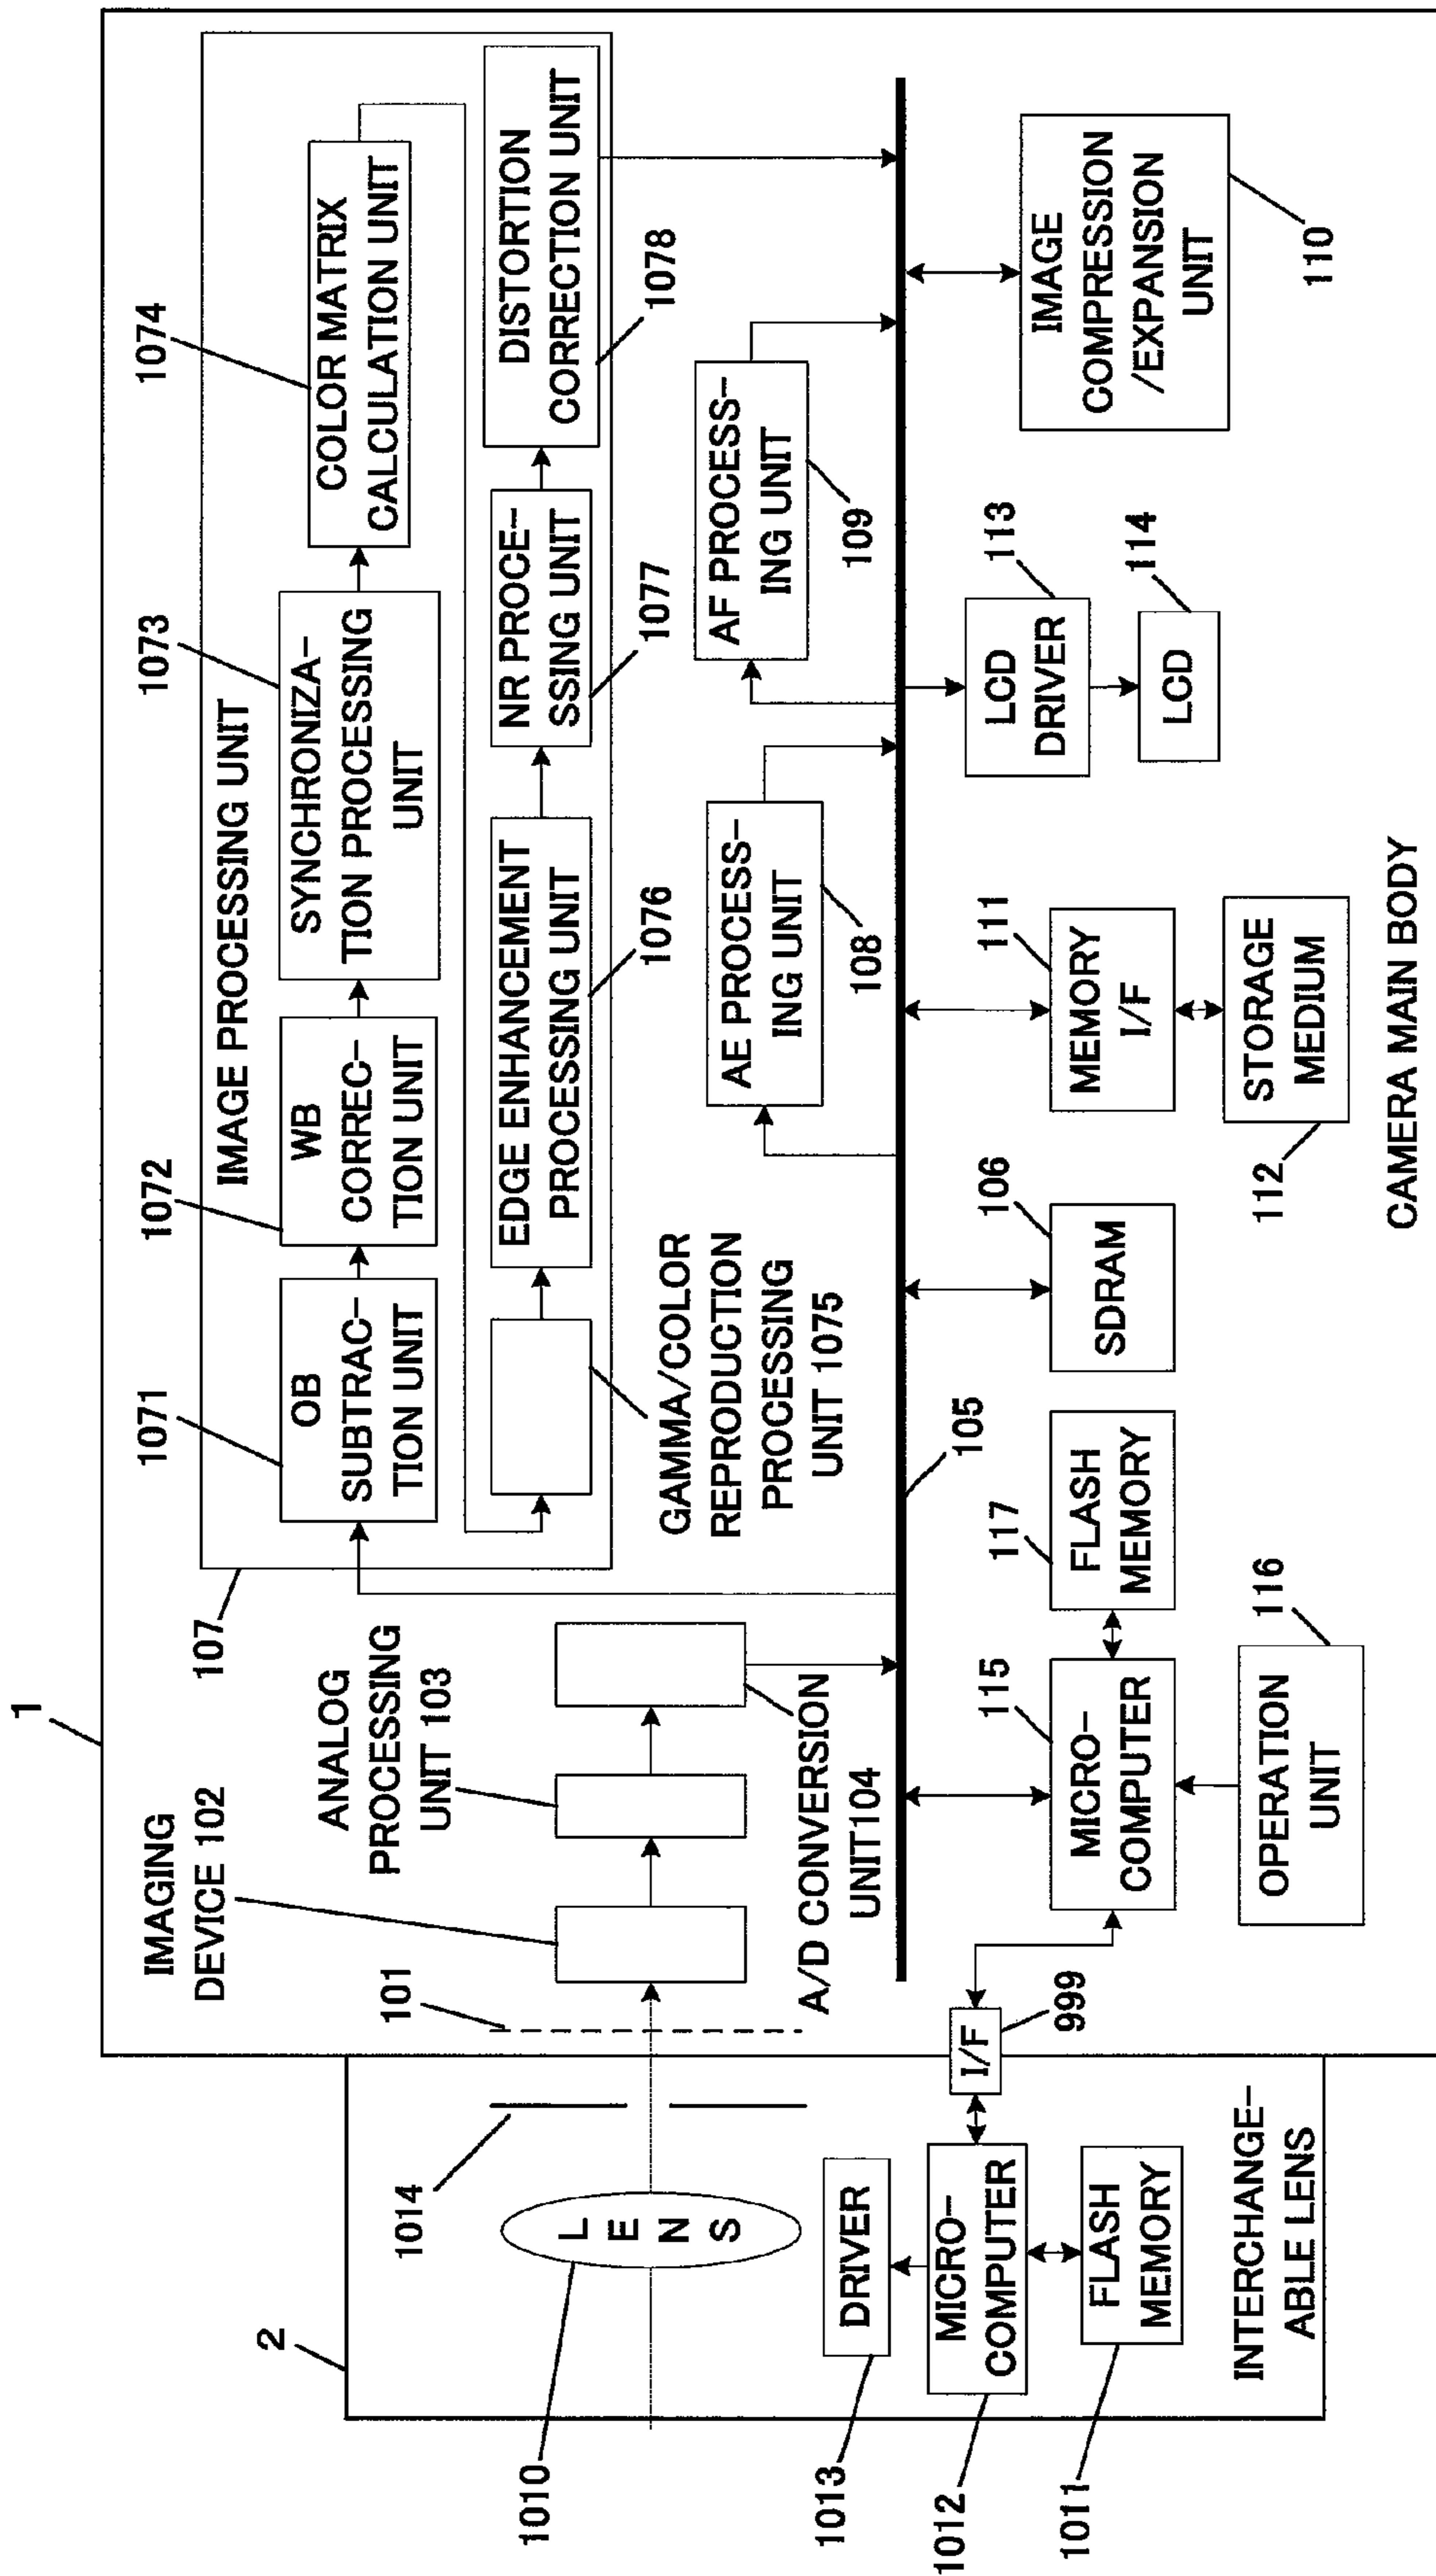 1
IMAGING
DEVICE 102
ANALOG
PROCESSING
UNIT 103
A/D CONVERSION
UNIT104
101
107
IMAGE PROCESSING UNIT
1071
OB
SUBTRAC-
TION UNIT
1072
WB
CORREC-
TION UNIT
1073
SYNCHRONIZA-
TION PROCESSING
UNIT
1074
COLOR MATRIX
CALCULATION UNIT
GAMMA/COLOR
REPRODUCTION
PROCESSING
UNIT 1075
EDGE ENHANCEMENT
PROCESSING UNIT
1076
NR PROCE-
SSING UNIT
1077
DISTORTION
CORRECTION UNIT
1078
AE PROCESS-
ING UNIT
108
AF PROCESS-
ING UNIT
109
105
2
1014
1010
LENS
DRIVER
1013
MICRO-
COMPUTER
1012
FLASH
MEMORY
1011
INTERCHANGE-
ABLE LENS
I/F
999
115
MICRO-
COMPUTER
117
FLASH
MEMORY
116
OPERATION
UNIT
106
SDRAM
111
MEMORY
I/F
112
STORAGE
MEDIUM
113
LCD
DRIVER
114
LCD
IMAGE
COMPRESSION
/EXPANSION
UNIT
110
CAMERA MAIN BODY